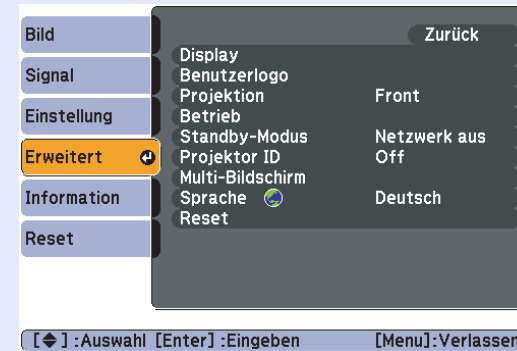 Bild
Signal
Einstellung
Erweitert
Information
Reset
Zurück
Display
Benutzerlogo
Projektion Front
Betrieb
Standby-Modus Netzwerk aus
Projektor ID Off
Multi-Bildschirm
Sprache Deutsch
Reset
[◆] :Auswahl [Enter] :Eingeben [Menu]:Verlassen